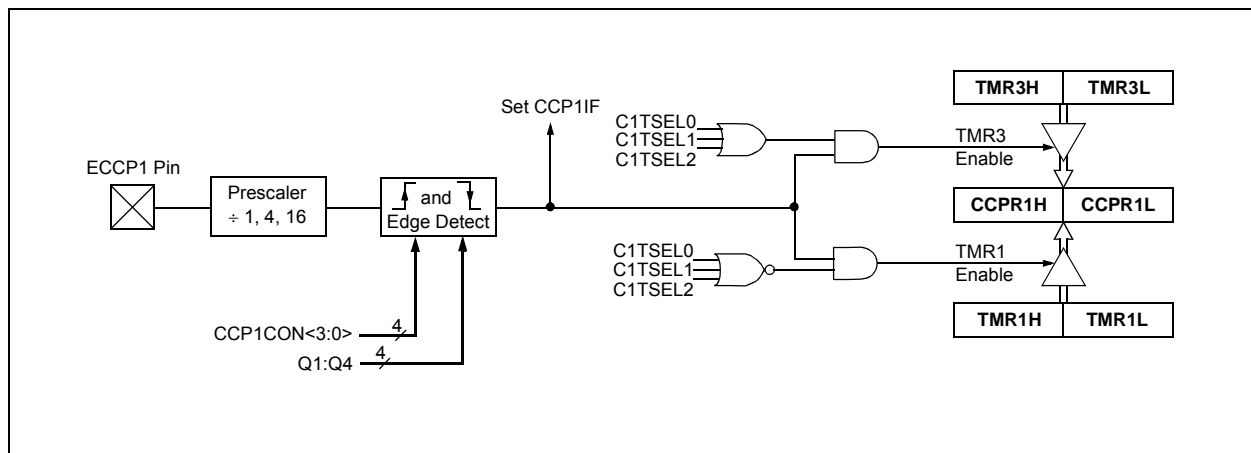 ECCP1 Pin
Prescaler
÷ 1, 4, 16
and
Edge Detect
CCP1CON<3:0>
4
Q1:Q4
4
Set CCP1IF
C1TSEL0
C1TSEL1
C1TSEL2
TMR3
Enable
C1TSEL0
C1TSEL1
C1TSEL2
TMR1
Enable
TMR3H TMR3L
CCPR1H CCPR1L
TMR1H TMR1L